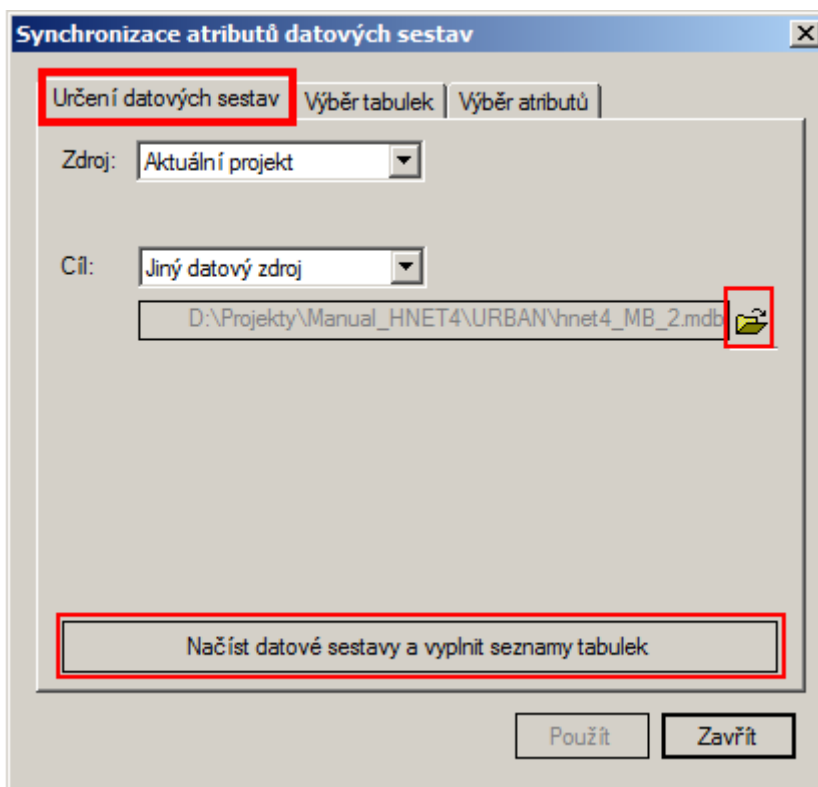 Synchronizace atributů datových sestav
Určení datových sestav Výběr tabulek Výběr atributů
Zdroj: Aktuální projekt
Cíl: Jiný datový zdroj
D:\Projekty\Manual_HNET4\URBAN\hnet4_MB_2.mdb
Načíst datové sestavy a vyplnit seznamy tabulek
Použít Zavřít